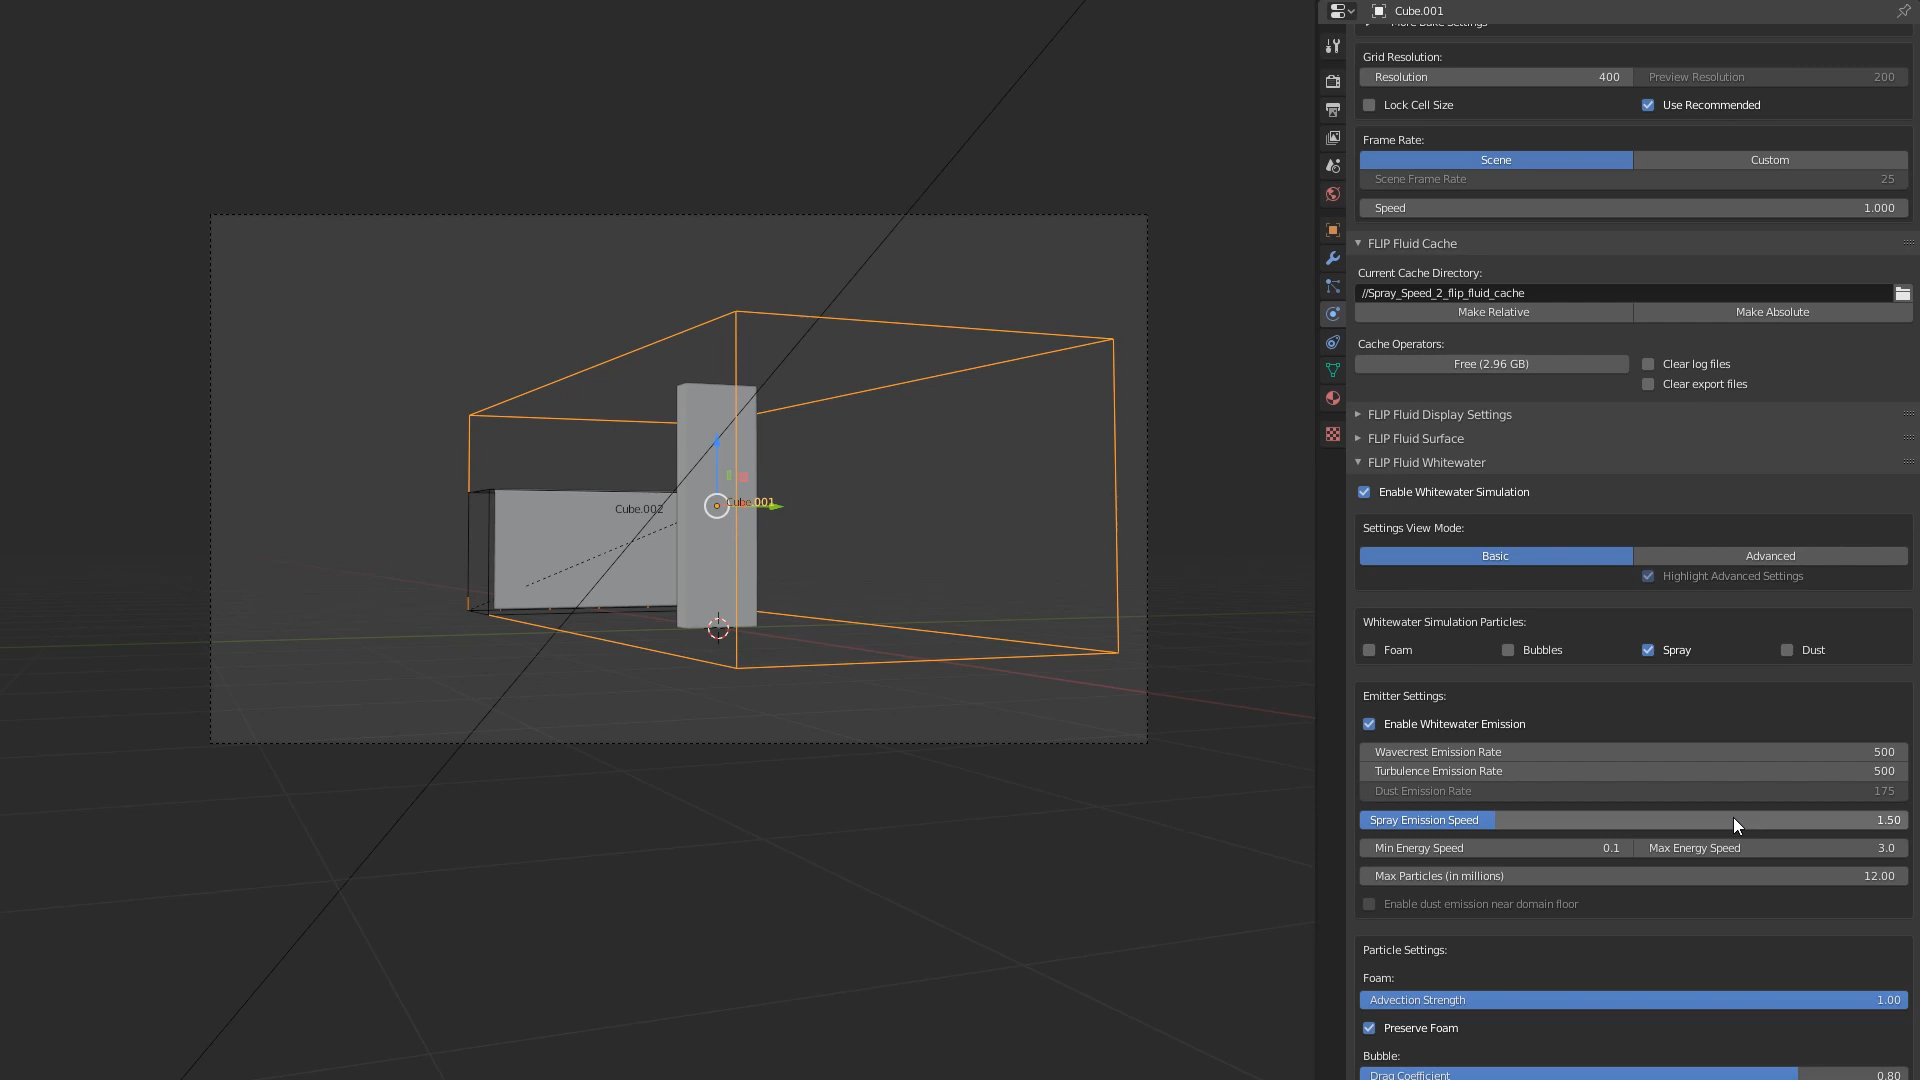 Cube.001
More Bake Settings
Grid Resolution:
Resolution 400 Preview Resolution 200
Lock Cell Size Use Recommended
Frame Rate:
Scene Custom
Scene Frame Rate 25
Speed 1.000
FLIP Fluid Cache
Current Cache Directory:
//Spray_Speed_2_flip_fluid_cache
Make Relative Make Absolute
Cache Operators:
Free (2.96 GB) Clear log files
Clear export files
FLIP Fluid Display Settings
FLIP Fluid Surface
FLIP Fluid Whitewater
Enable Whitewater Simulation
Settings View Mode:
Basic Advanced
Highlight Advanced Settings
Whitewater Simulation Particles:
Foam Bubbles Spray Dust
Emitter Settings:
Enable Whitewater Emission
Wavecrest Emission Rate 500
Turbulence Emission Rate 500
Dust Emission Rate 175
Spray Emission Speed 1.50
Min Energy Speed 0.1 Max Energy Speed 3.0
Max Particles (in millions) 12.00
Enable dust emission near domain floor
Particle Settings:
Foam:
Advection Strength 1.00
Preserve Foam
Bubble:
Drag Coefficient 0.80
Cube.001
Cube.002